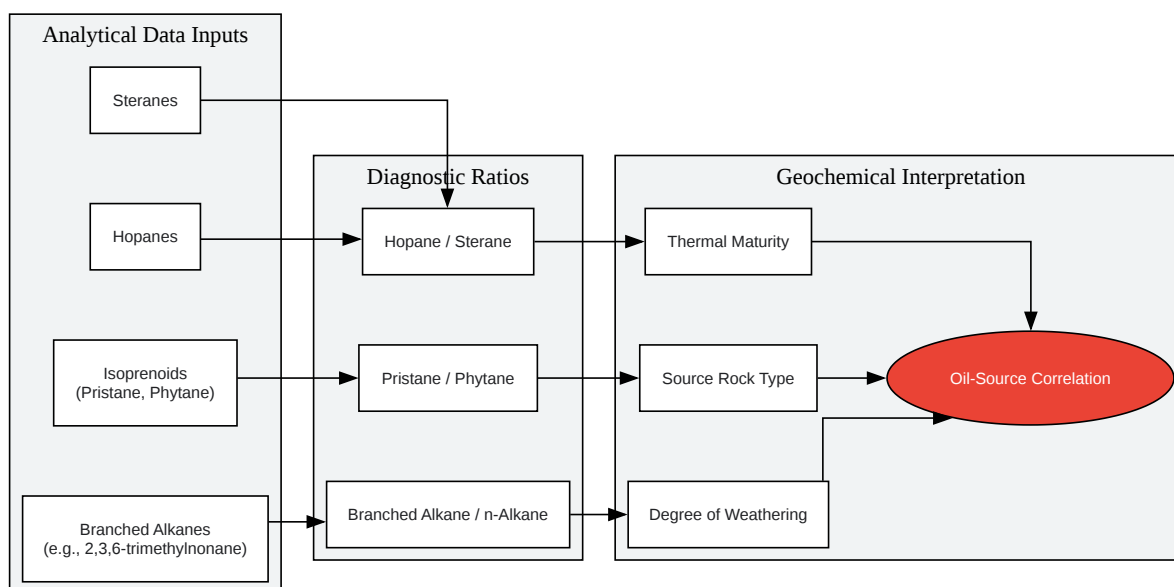 Analytical Data Inputs
Steranes
Hopanes
Isoprenoids
(Pristane, Phytane)
Branched Alkanes
(e.g., 2,3,6-trimethylnonane)
Diagnostic Ratios
Hopane / Sterane
Pristane / Phytane
Branched Alkane / n-Alkane
Geochemical Interpretation
Thermal Maturity
Source Rock Type
Degree of Weathering
Oil-Source Correlation